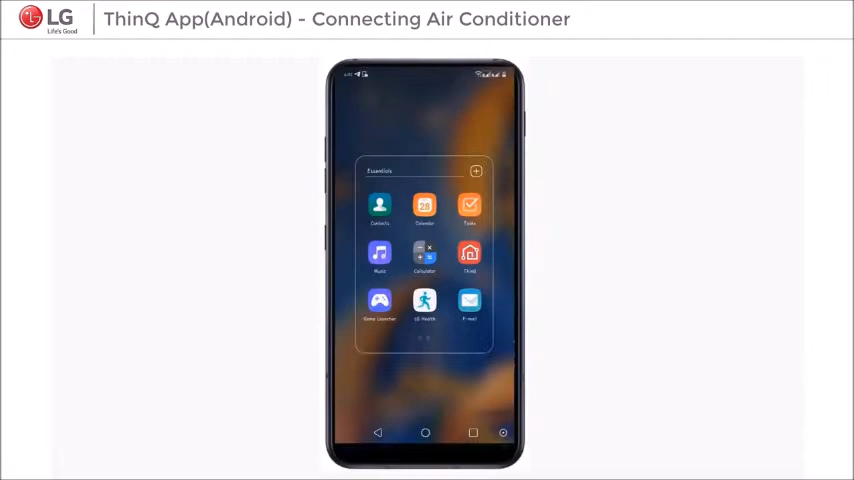 LG
Life's Good
ThinQ App(Android) - Connecting Air Conditioner
Essentials
Contacts
28
Calendar
Tasks
Music
Calculator
ThinQ
Game Launcher
LG Health
E-mail